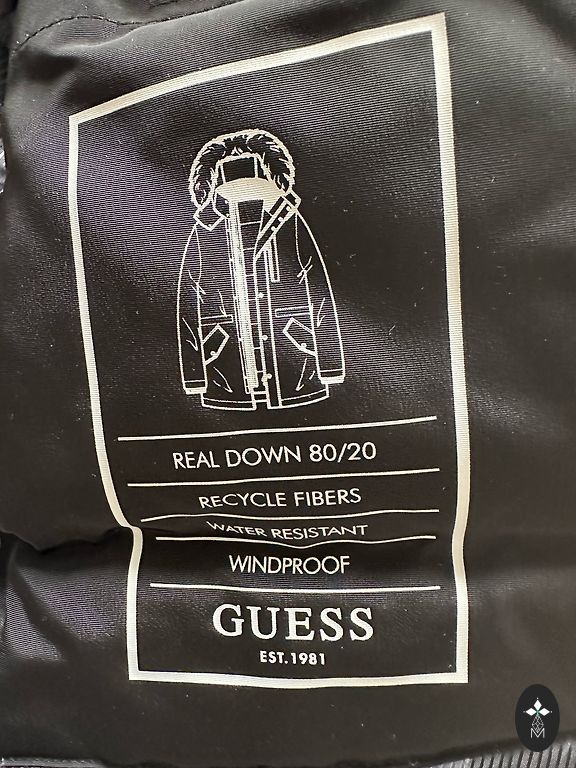 REAL DOWN 80/20
RECYCLE FIBERS
WATER RESISTANT
WINDPROOF
GUESS
EST.1981
M